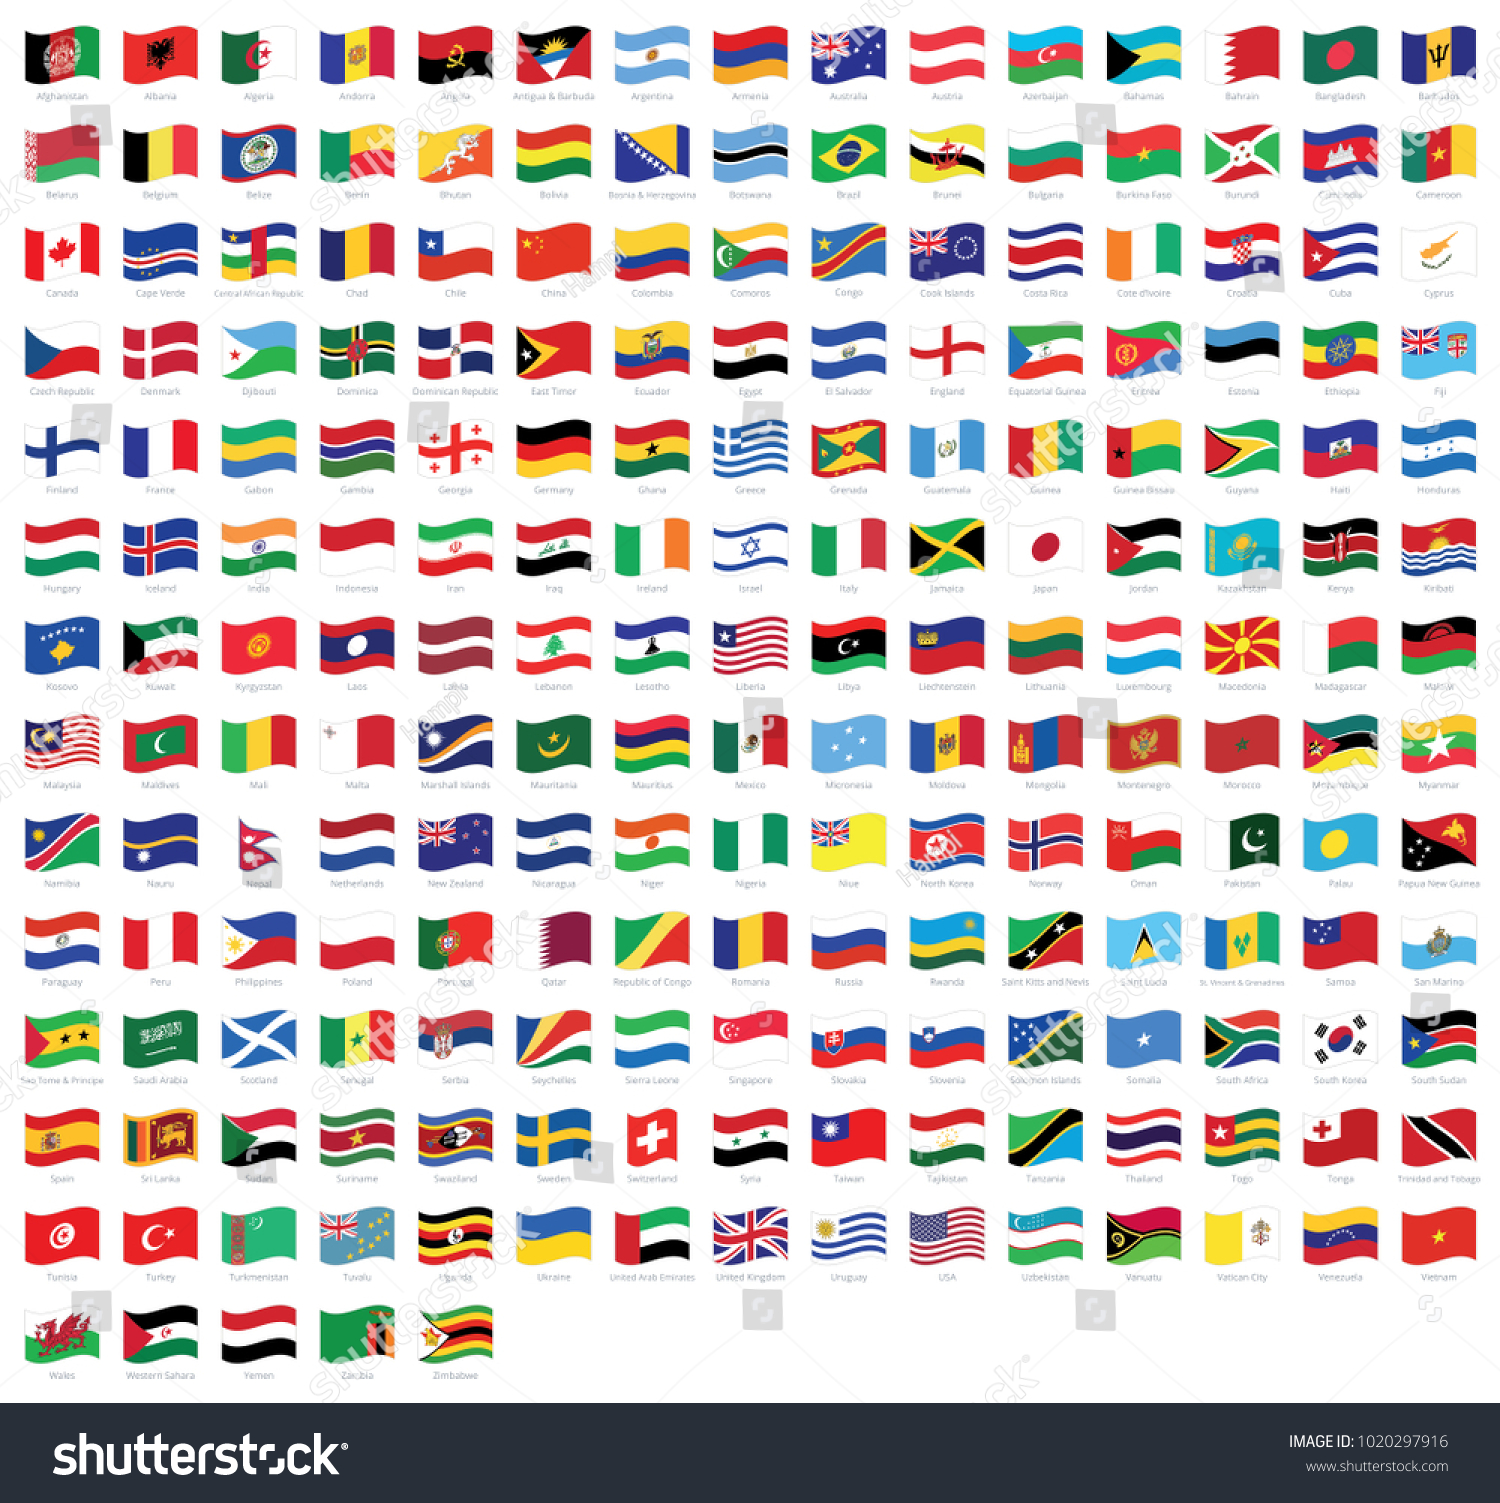 Afghanistan Albania Algeria Andorra Angola Antigua & Barbuda Argentina Armenia Australia Austria Azerbaijan Bahamas Bahrain Bangladesh Barbados
Belarus Belgium Belize Benin Bhutan Bolivia Bosnia & Herzegovina Botswana Brazil Brunei Bulgaria Burkina Faso Burundi Cambodia Cameroon
Canada Cape Verde Central African Republic Chad Chile China Colombia Comoros Congo Cook Islands Costa Rica Cote d'Ivoire Croatia Cuba Cyprus
Czech Republic Denmark Djibouti Dominica Dominican Republic East Timor Ecuador Egypt El Salvador England Equatorial Guinea Eritrea Estonia Ethiopia Fiji
Finland France Gabon Gambia Georgia Germany Ghana Greece Grenada Guatemala Guinea Guinea Bissau Guyana Haiti Honduras
Hungary Iceland India Indonesia Iran Iraq Ireland Israel Italy Jamaica Japan Jordan Kazakhstan Kenya Kiribati
Kosovo Kuwait Kyrgyzstan Laos Latvia Lebanon Lesotho Liberia Libya Liechtenstein Lithuania Luxembourg Macedonia Madagascar Malawi
Malaysia Maldives Mali Malta Marshall Islands Mauritania Mauritius Mexico Micronesia Moldova Mongolia Montenegro Morocco Mozambique Myanmar
Namibia Nauru Nepal Netherlands New Zealand Nicaragua Niger Nigeria Niue North Korea Norway Oman Pakistan Palau Papua New Guinea
Paraguay Peru Philippines Poland Portugal Qatar Republic of Congo Romania Russia Rwanda Saint Kitts and Nevis Saint Lucia St. Vincent & Grenadines Samoa San Marino
Sao Tome & Principe Saudi Arabia Scotland Senegal Serbia Seychelles Sierra Leone Singapore Slovakia Slovenia Solomon Islands Somalia South Africa South Korea South Sudan
Spain Sri Lanka Sudan Suriname Swaziland Sweden Switzerland Syria Taiwan Tajikistan Tanzania Thailand Togo Tonga Trinidad and Tobago
Tunisia Turkey Turkmenistan Tuvalu Uganda Ukraine United Arab Emirates United Kingdom Uruguay USA Uzbekistan Vanuatu Vatican City Venezuela Vietnam
Wales Western Sahara Yemen Zambia Zimbabwe
shutterstock
IMAGE ID: 1020297916
www.shutterstock.com